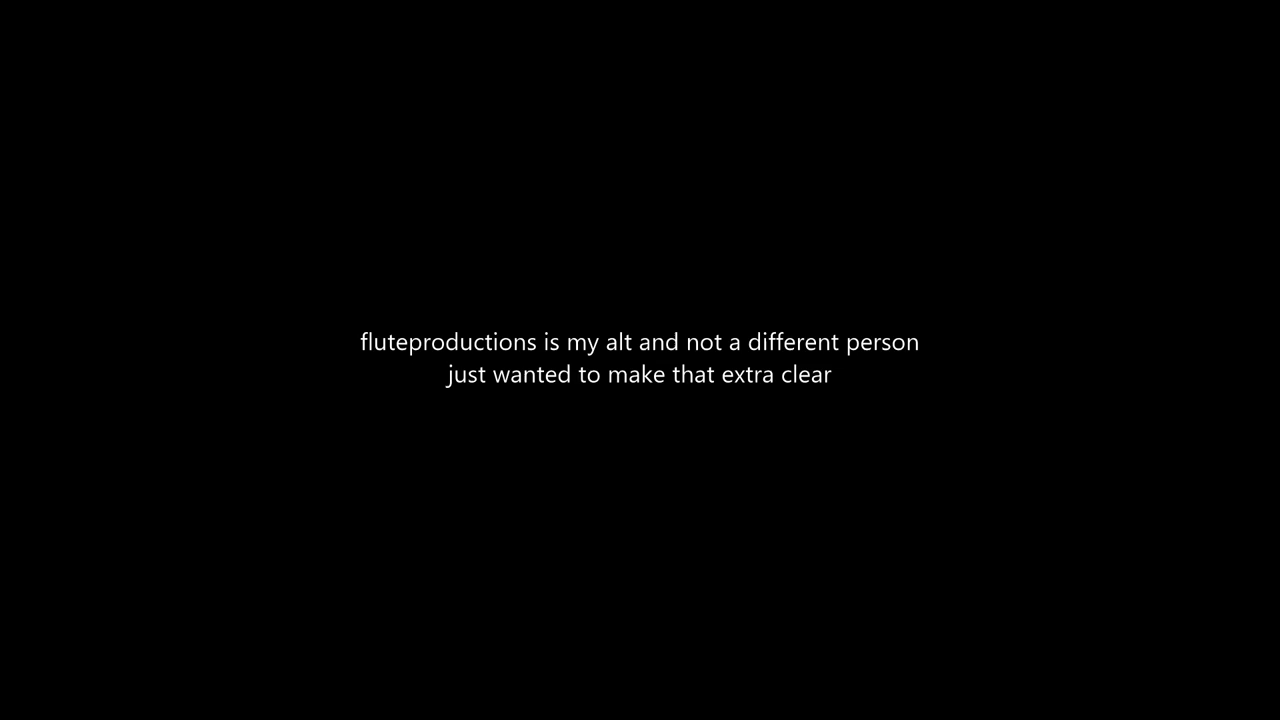 fluteproductions is my alt and not a different person
just wanted to make that extra clear